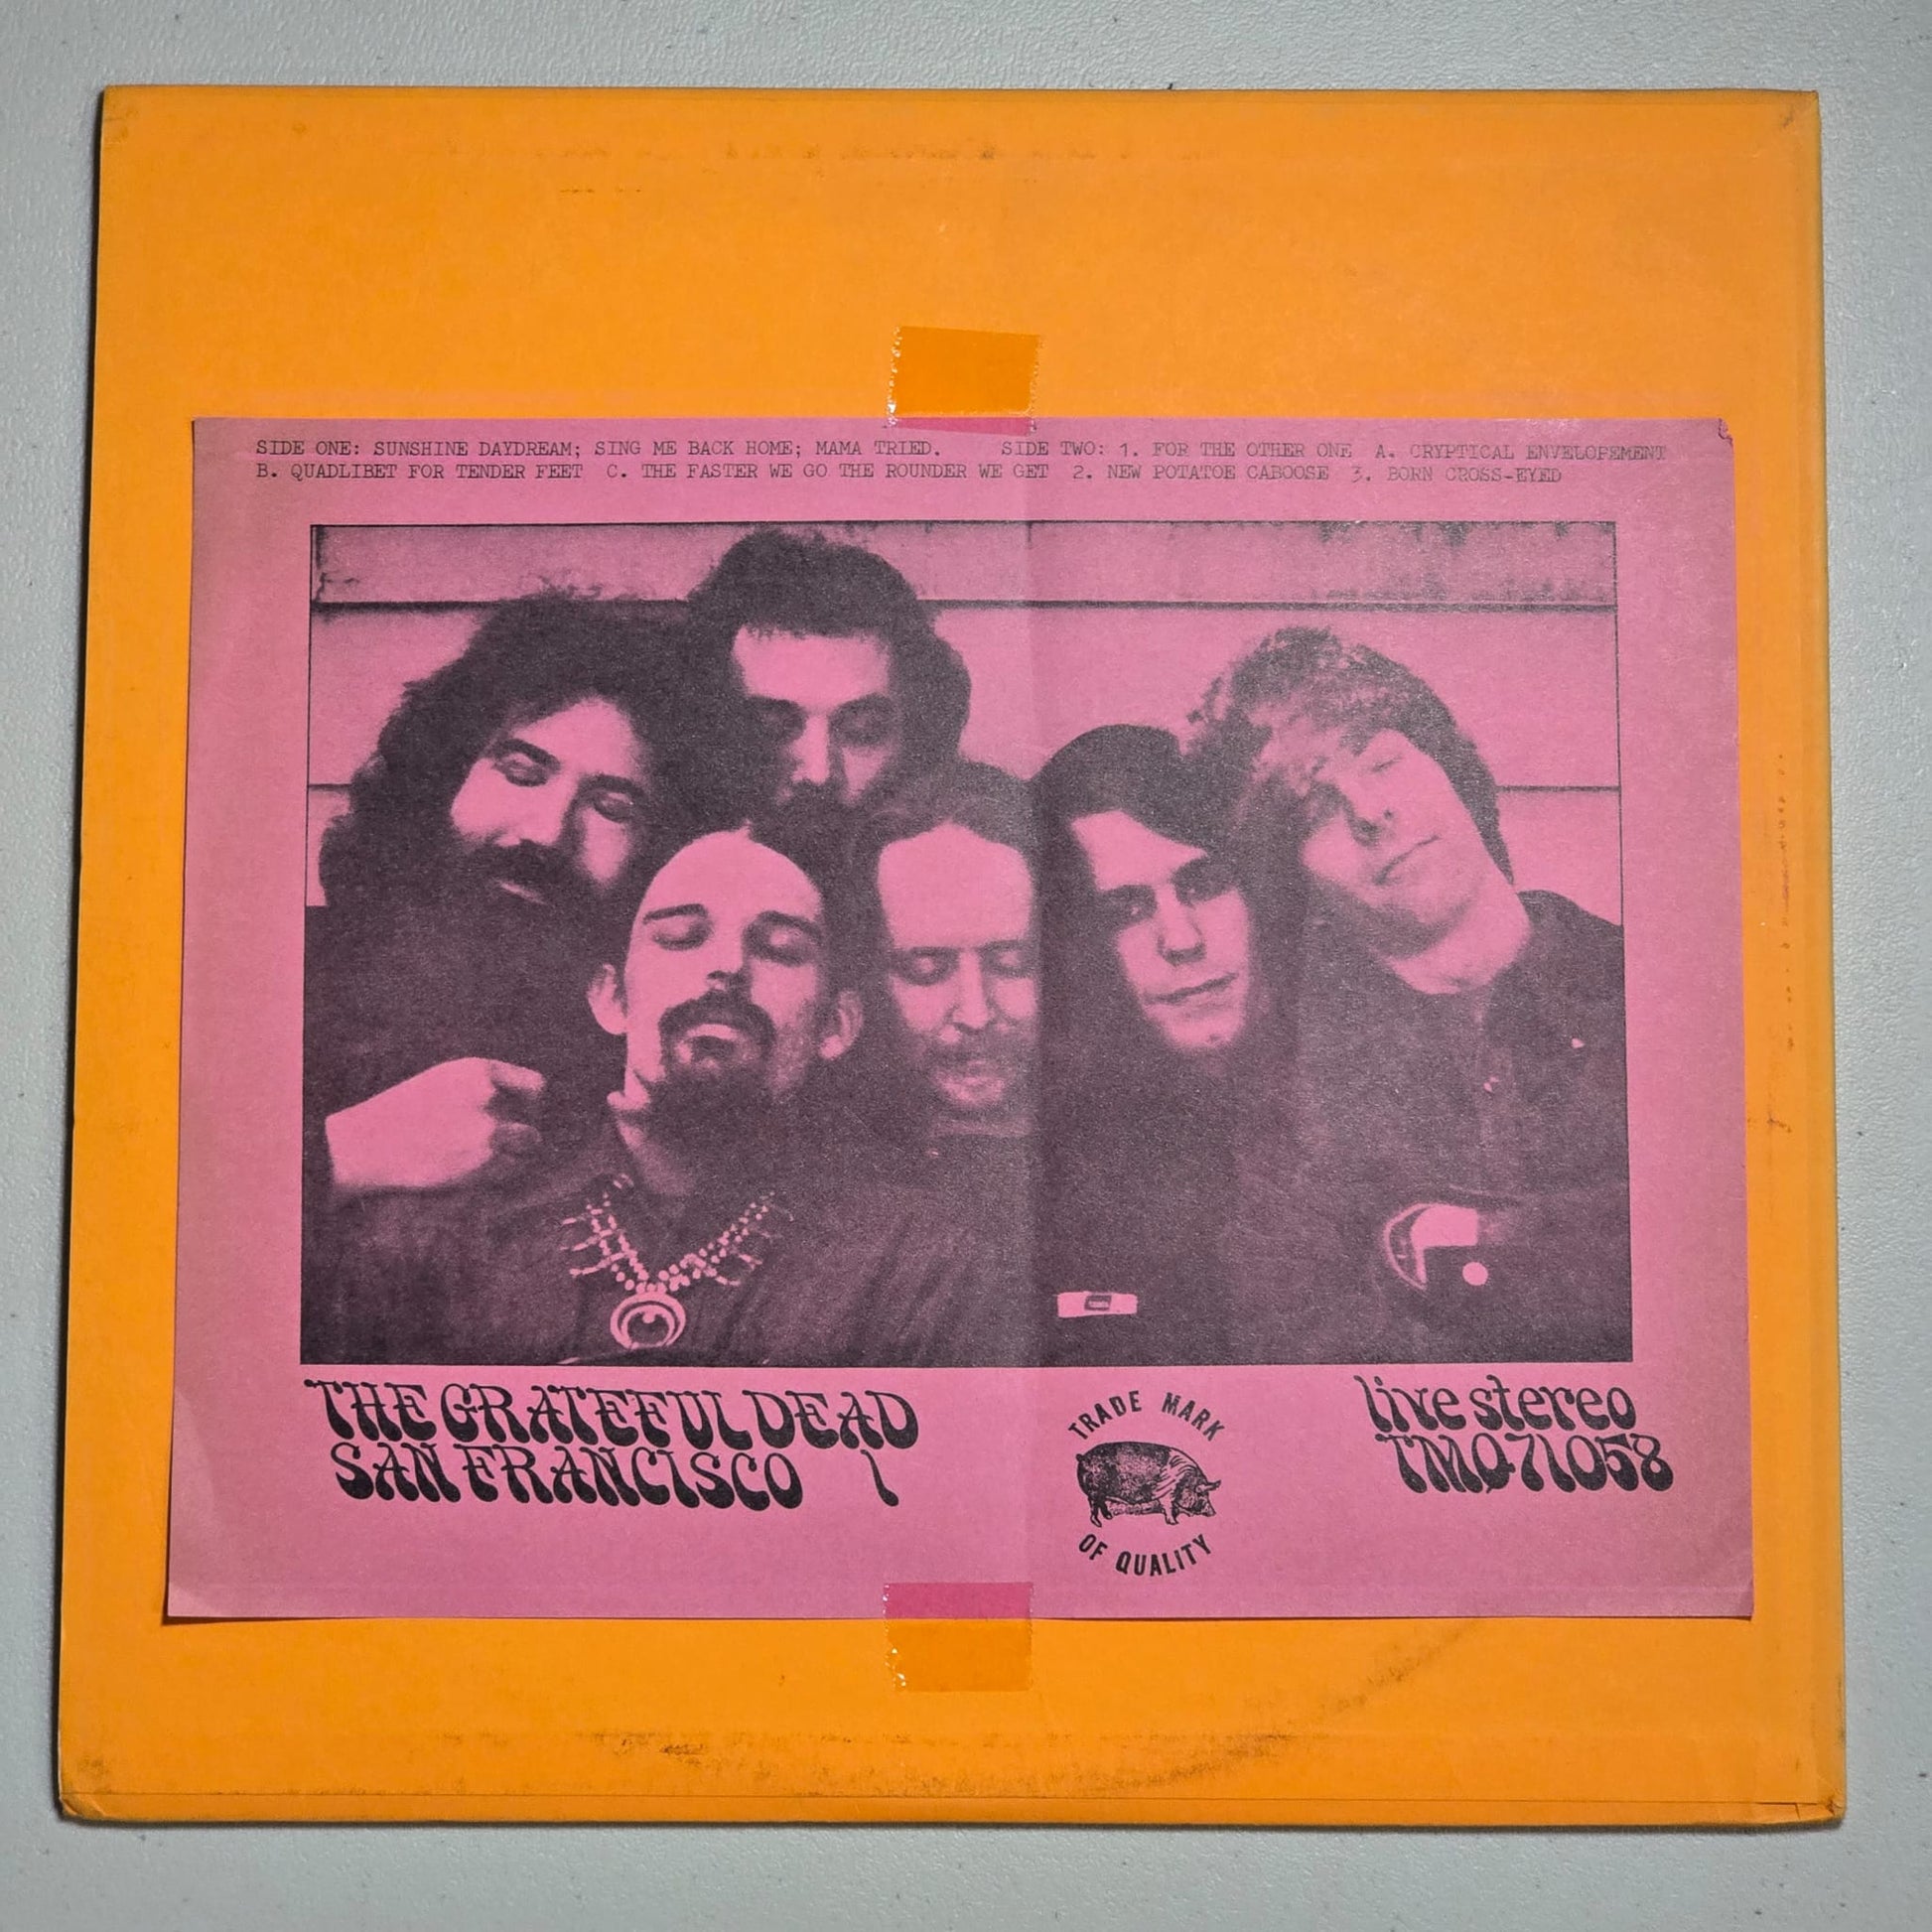 SIDE ONE: SUNSHINE DAYDREAM; SING ME BACK HOME; MAMA TRIED. SIDE TWO: 1. FOR THE OTHER ONE A. CRYPTICAL ENVELOPEMENT
B. QUADLIBET FOR TENDER FEET C. THE FASTER WE GO THE ROUNDER WE GET 2. NEW POTATOE CABOOSE 3. BORN CROSS-EYED
THE GRATEFUL DEAD
SAN FRANCISCO 1
TRADE MARK
OF QUALITY
live stereo
TMQ 71058